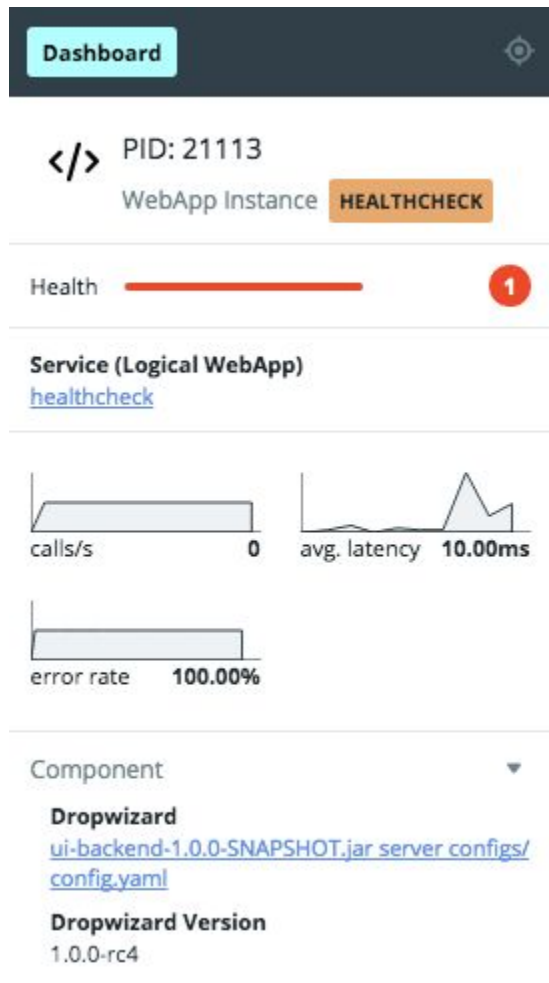 Dashboard
</> PID: 21113
WebApp Instance HEALTHCHECK
Health 1
Service (Logical WebApp)
healthcheck
calls/s 0 avg. latency 10.00ms
error rate 100.00%
Component
Dropwizard
ui-backend-1.0.0-SNAPSHOT.jar server configs/
config.yaml
Dropwizard Version
1.0.0-rc4